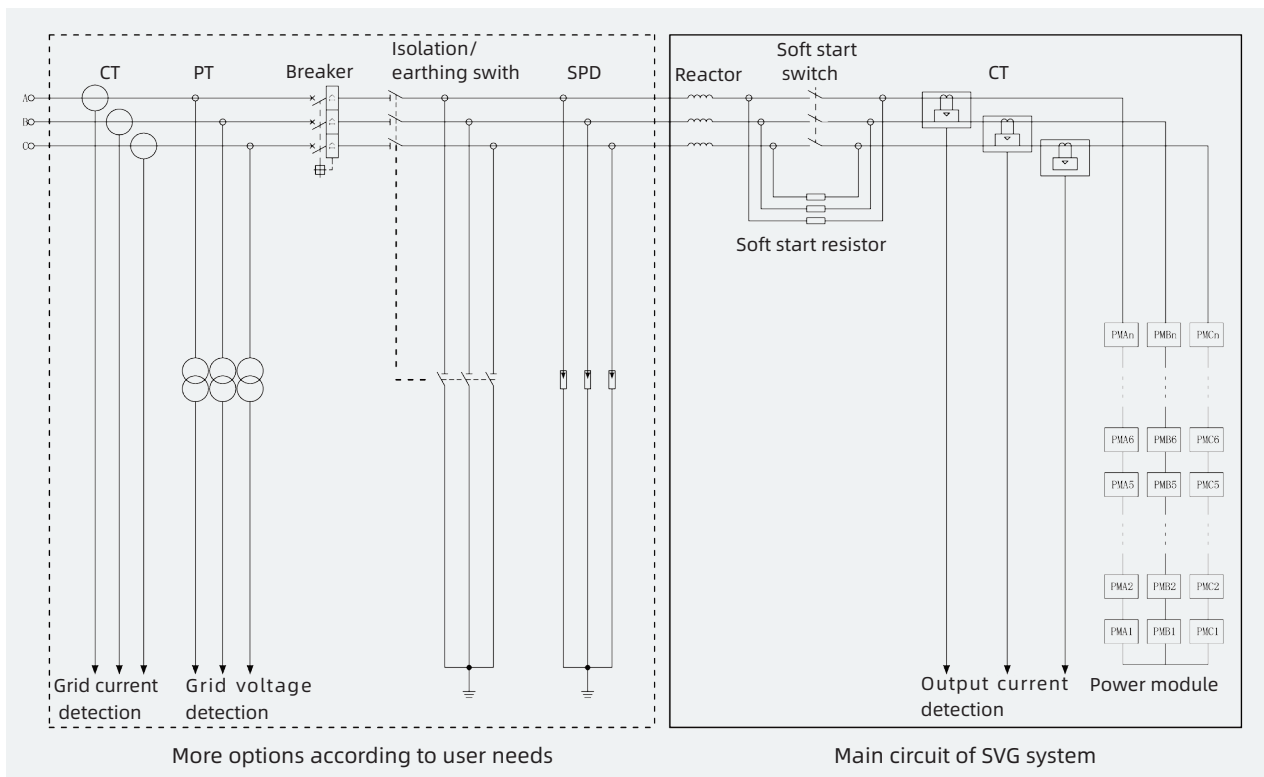 Isolation/
CT PT Breaker earthing swith SPD
Soft start
Reactor switch CT
A
B
C
Soft start resistor
PMAn PMBn PMCn
PMA6 PMB6 PMC6
PMA5 PMB5 PMC5
PMA2 PMB2 PMC2
PMA1 PMB1 PMC1
Grid current
detection
Grid voltage
detection
Output current
detection
Power module
More options according to user needs
Main circuit of SVG system